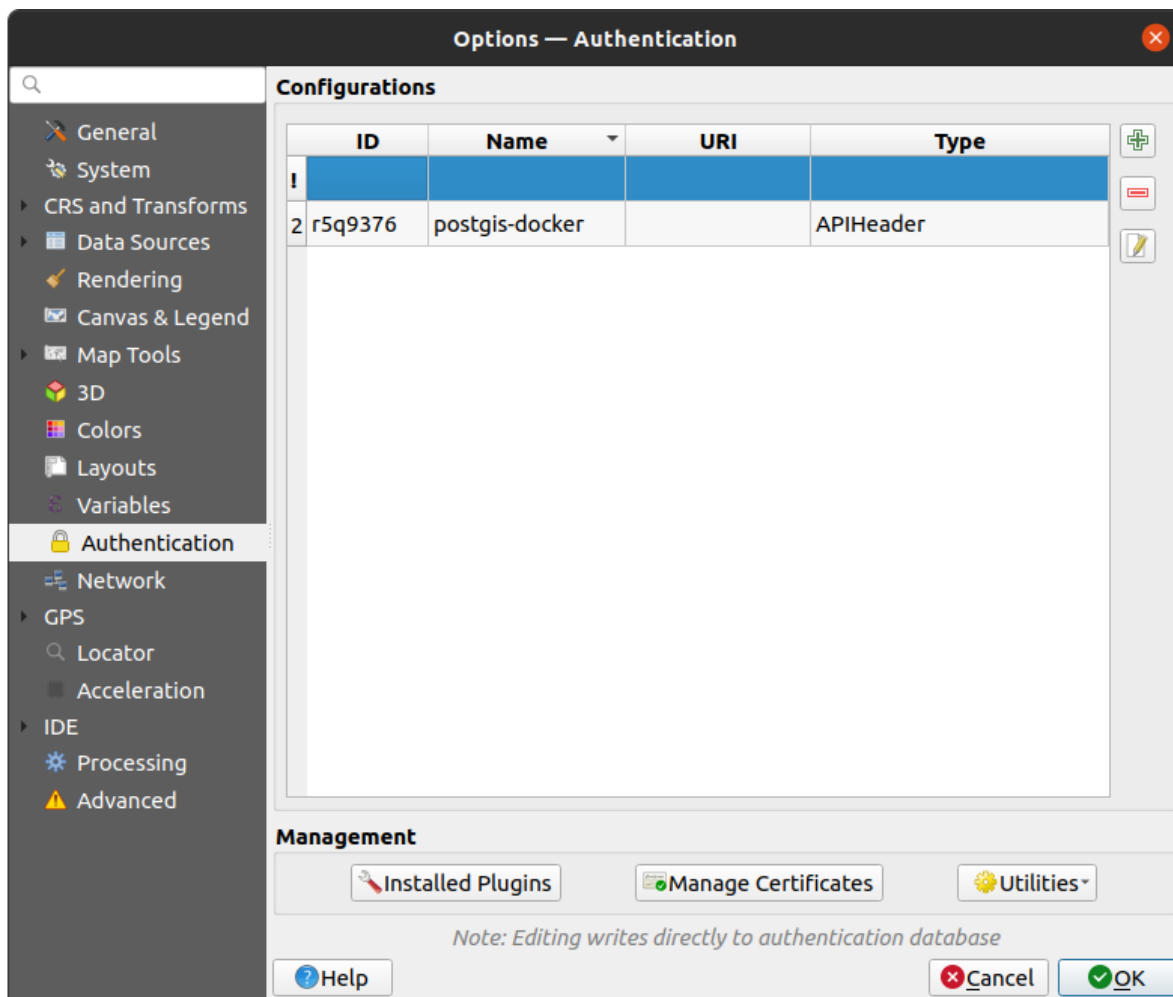 Options — Authentication
General
System
CRS and Transforms
Data Sources
Rendering
Canvas & Legend
Map Tools
3D
Colors
Layouts
Variables
Authentication
Network
GPS
Locator
Acceleration
IDE
Processing
Advanced
Configurations
ID Name URI Type
!
2 r5q9376 postgis-docker APIHeader
Management
Installed Plugins Manage Certificates Utilities
Note: Editing writes directly to authentication database
Help Cancel OK